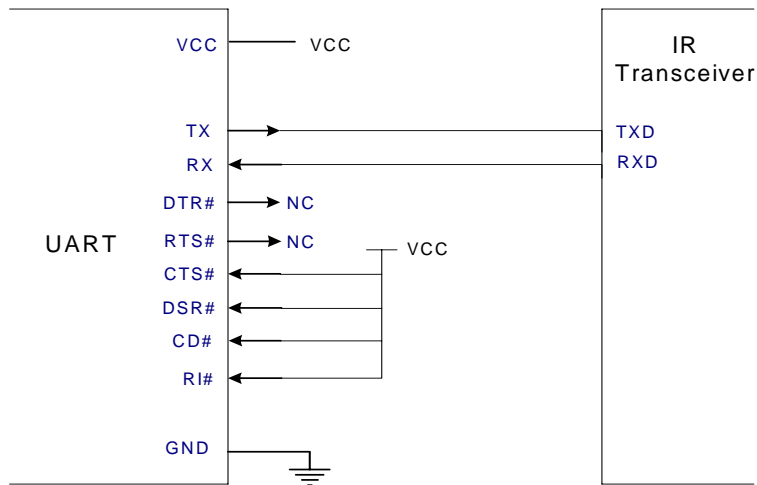 VCC
VCC
IR
Transceiver
TX
TXD
RX
RXD
DTR#
NC
UART
RTS#
NC
VCC
CTS#
DSR#
CD#
RI#
GND